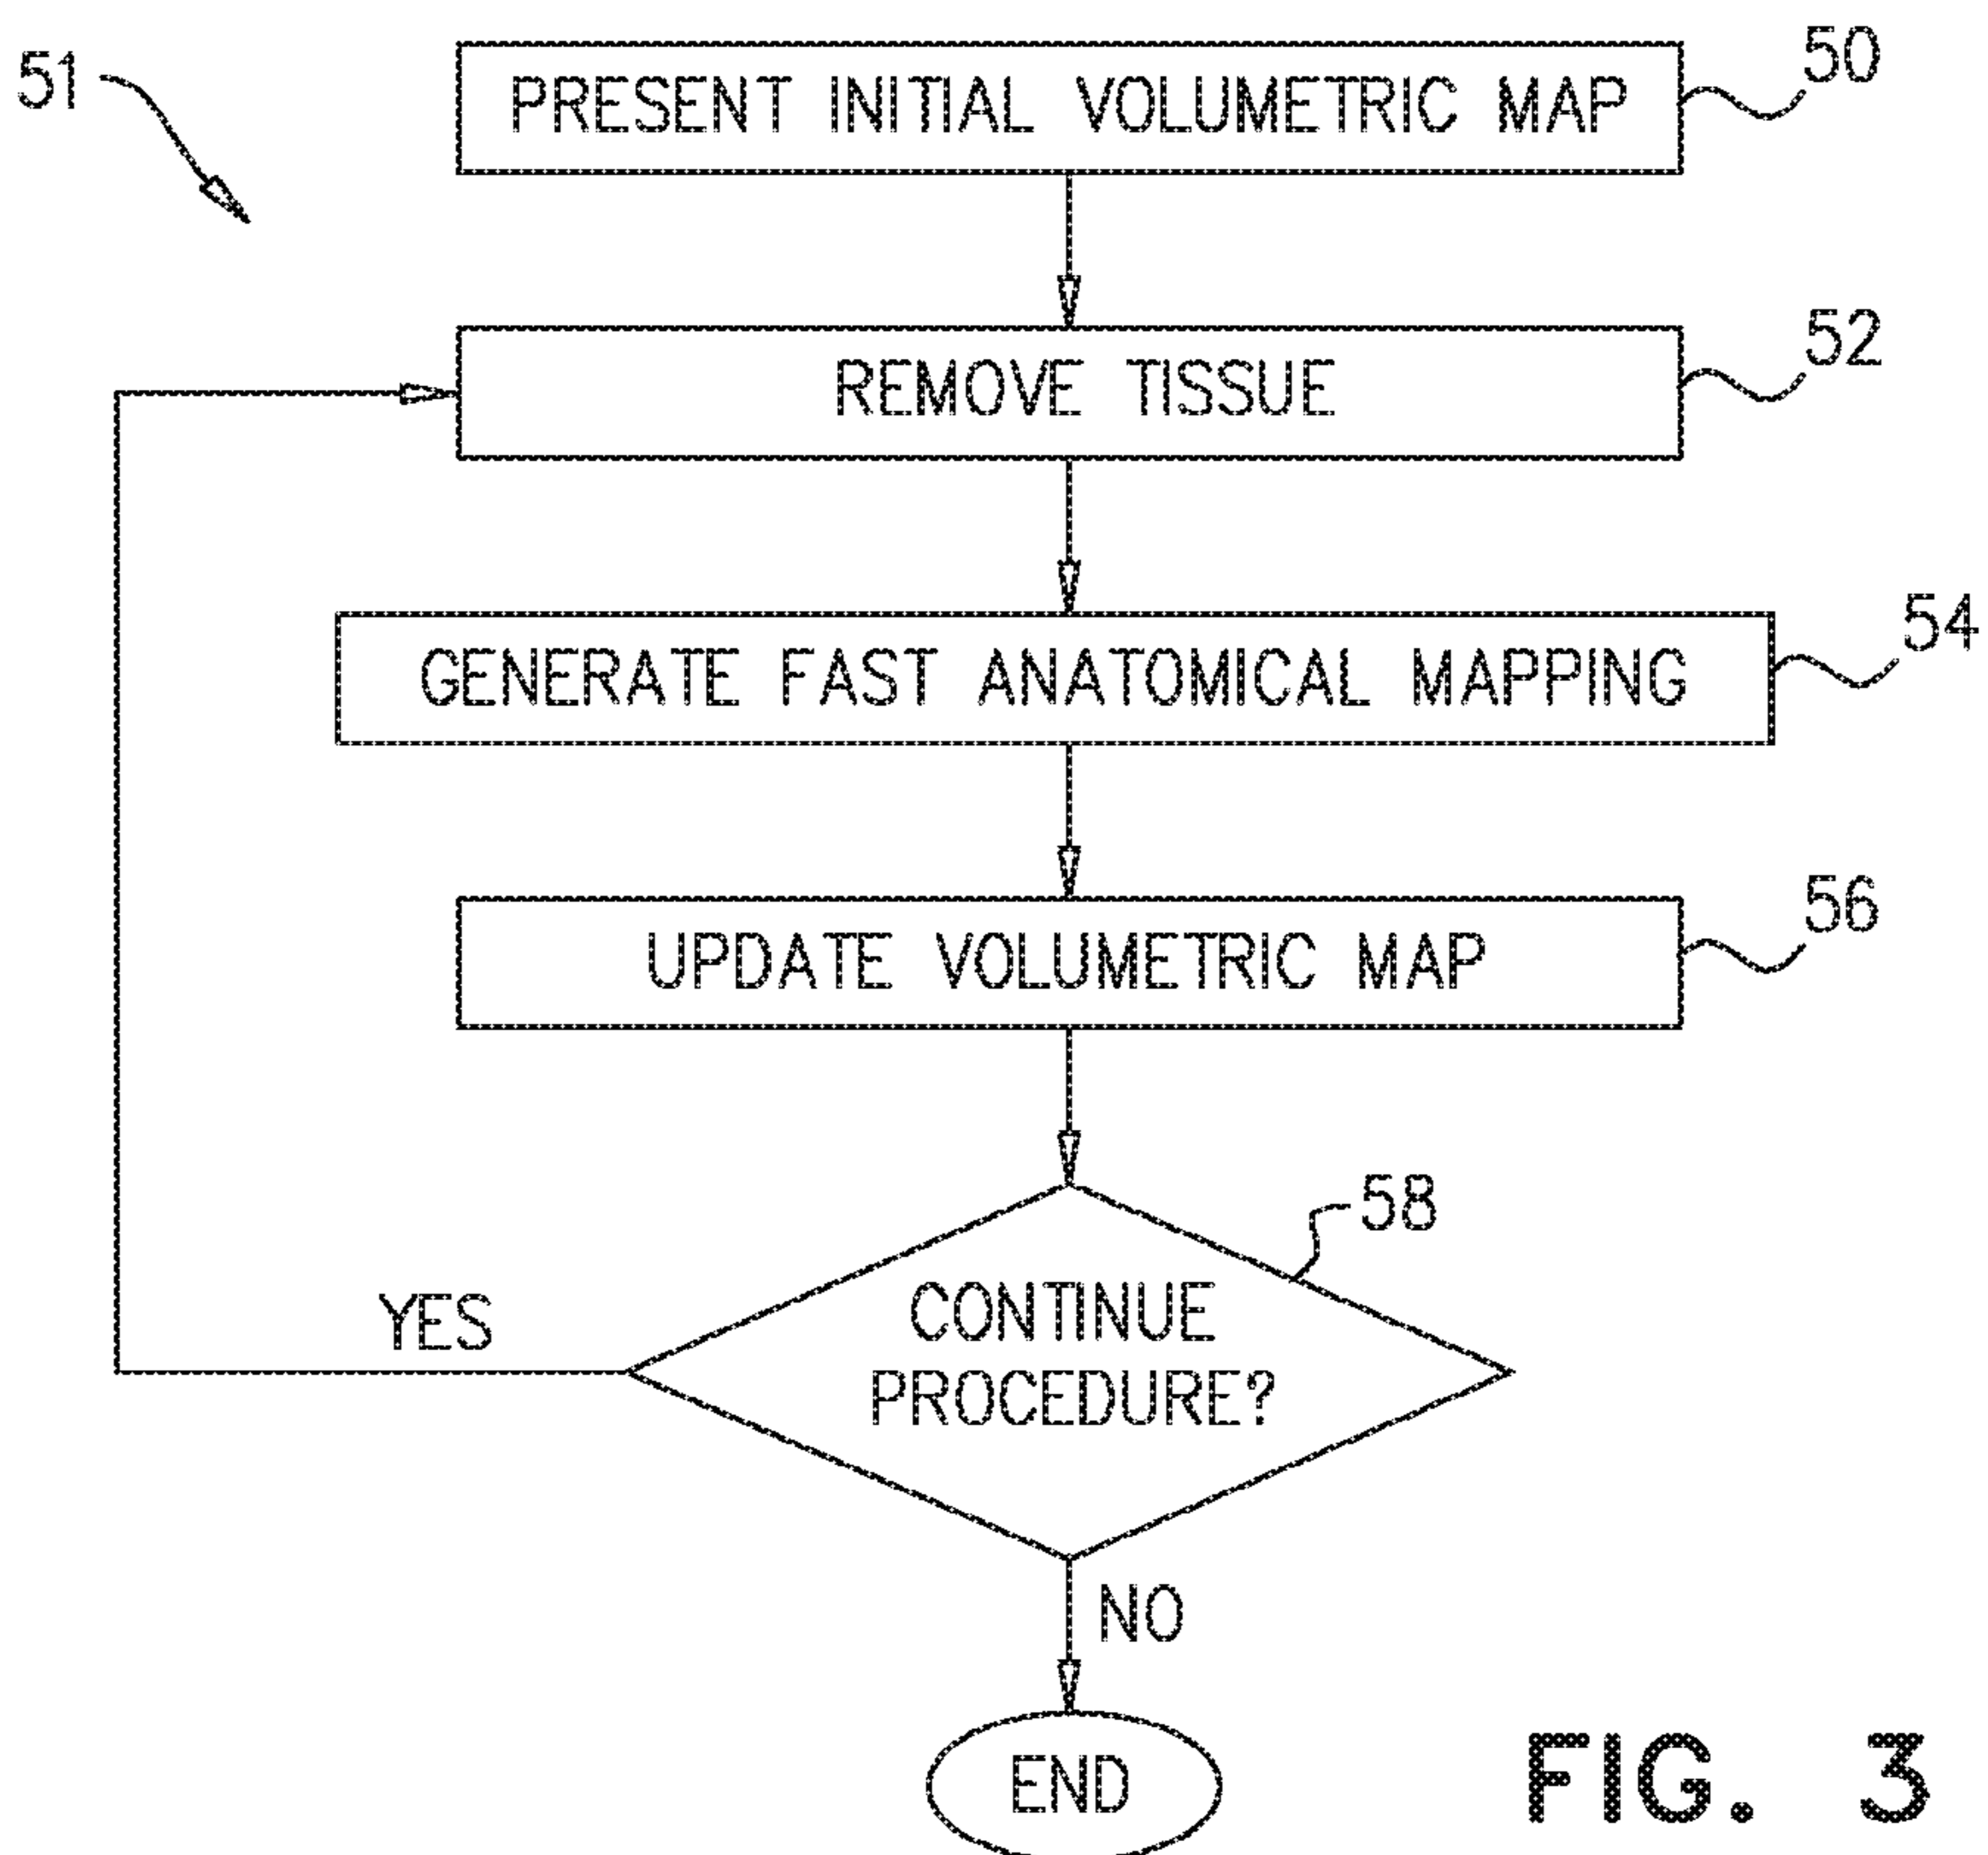 51
PRESENT INITIAL VOLUMETRIC MAP
50
REMOVE TISSUE
52
GENERATE FAST ANATOMICAL MAPPING
54
UPDATE VOLUMETRIC MAP
56
58
CONTINUE
PROCEDURE?
YES
NO
END
FIG. 3